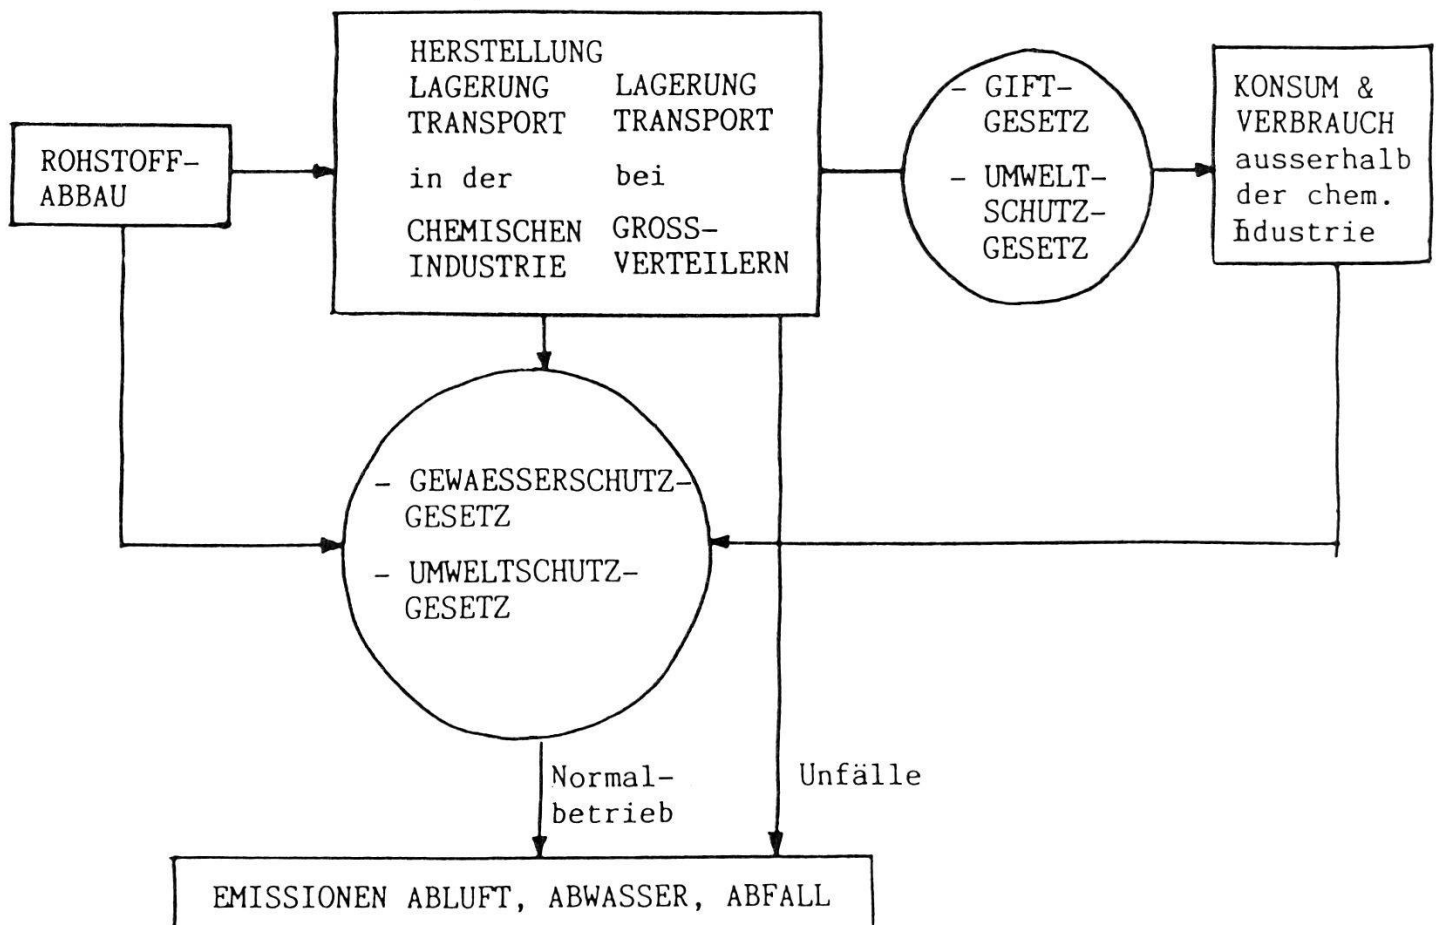 ROHSTOFF-
ABBAU
HERSTELLUNG
LAGERUNG
TRANSPORT
in der
CHEMISCHEN
INDUSTRIE
LAGERUNG
TRANSPORT
bei
GROSS-
VERTEILERN
- GIFT-
GESETZ
- UMWELT-
SCHUTZ-
GESETZ
KONSUM &
VERBRAUCH
ausserhalb
der chem.
Industrie
- GEWAESSERSCHUTZ-
GESETZ
- UMWELTSCHUTZ-
GESETZ
Normal-
betrieb
Unfälle
EMISSIONEN ABLUFT, ABWASSER, ABFALL